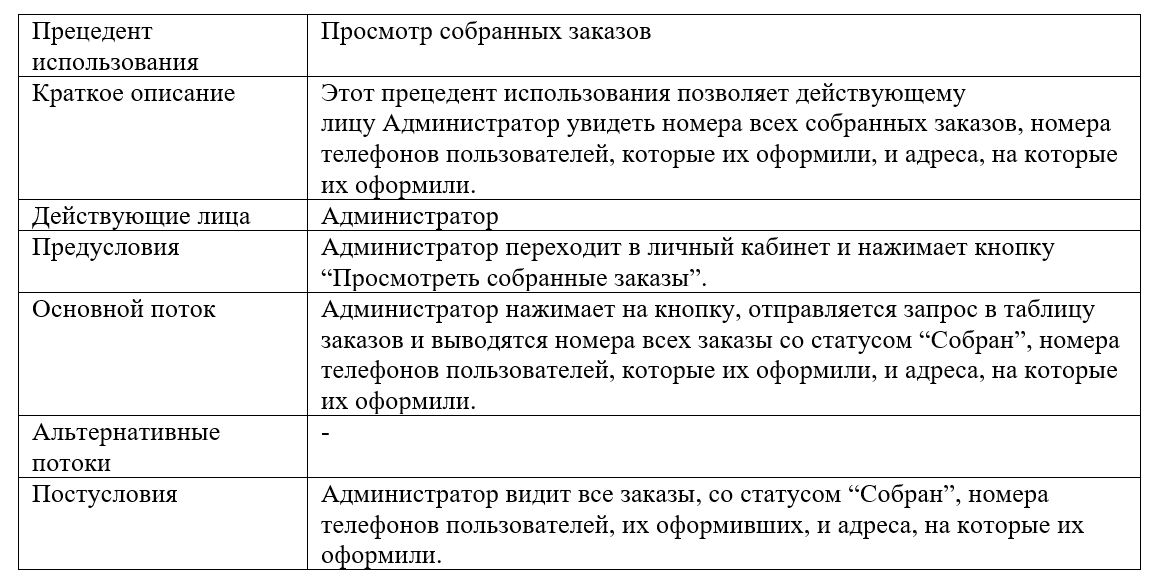 Прецедент
использования
Просмотр собранных заказов
Краткое описание
Этот прецедент использования позволяет действующему
лицу Администратор увидеть номера всех собранных заказов, номера
телефонов пользователей, которые их оформили, и адреса, на которые
их оформили.
Действующие лица
Администратор
Предусловия
Администратор переходит в личный кабинет и нажимает кнопку
“Просмотреть собранные заказы”.
Основной поток
Администратор нажимает на кнопку, отправляется запрос в таблицу
заказов и выводятся номера всех заказы со статусом “Собран”, номера
телефонов пользователей, которые их оформили, и адреса, на которые
их оформили.
Альтернативные
потоки
-
Постусловия
Администратор видит все заказы, со статусом “Собран”, номера
телефонов пользователей, их оформивших, и адреса, на которые их
оформили.